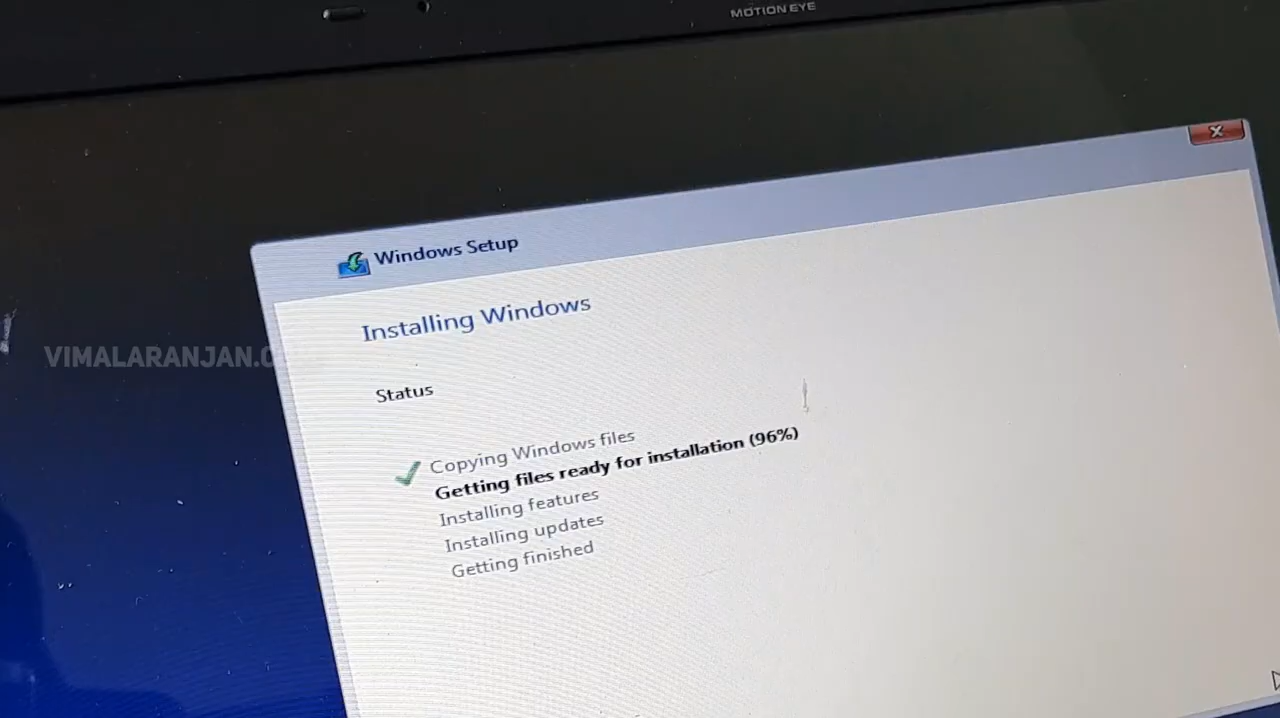 MOTION EYE
Windows Setup
Installing Windows
VIMALARANJAN.
Status
Copying Windows files
Getting files ready for installation (96%)
Installing features
Installing updates
Getting finished